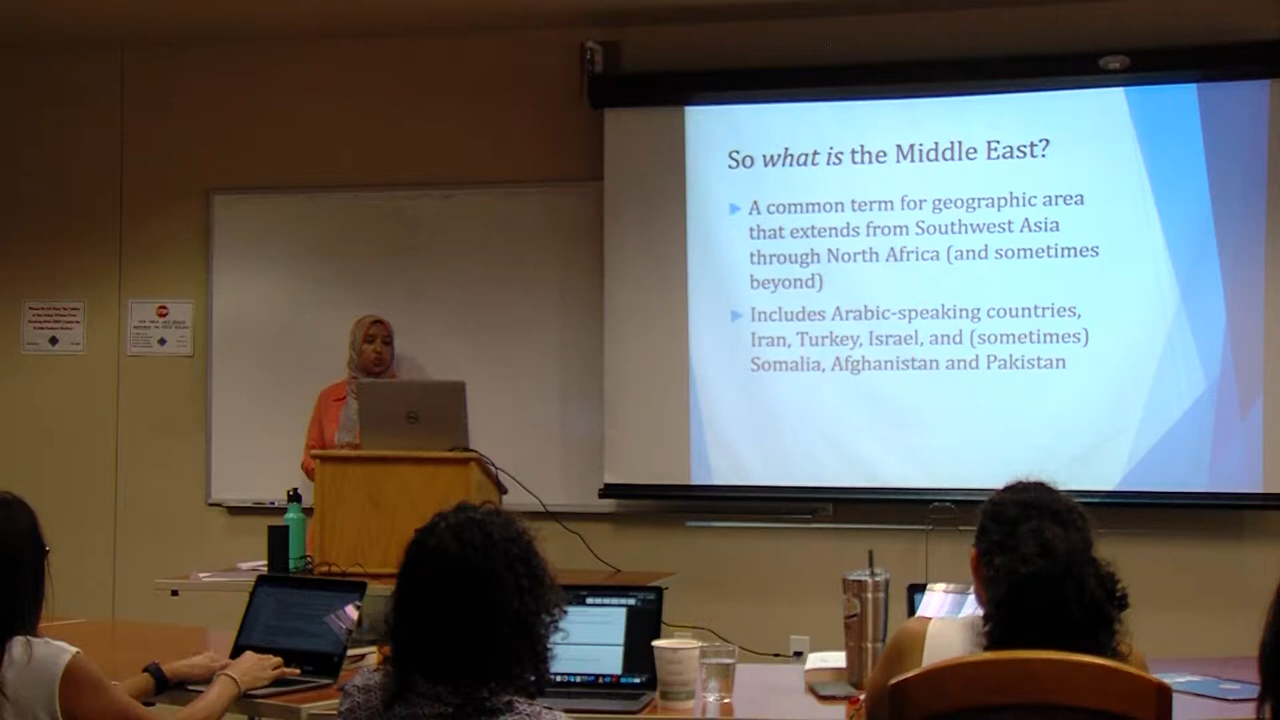 So what is the Middle East?
A common term for geographic area
that extends from Southwest Asia
through North Africa (and sometimes
beyond)
Includes Arabic-speaking countries,
Iran, Turkey, Israel, and (sometimes)
Somalia, Afghanistan and Pakistan
DELL